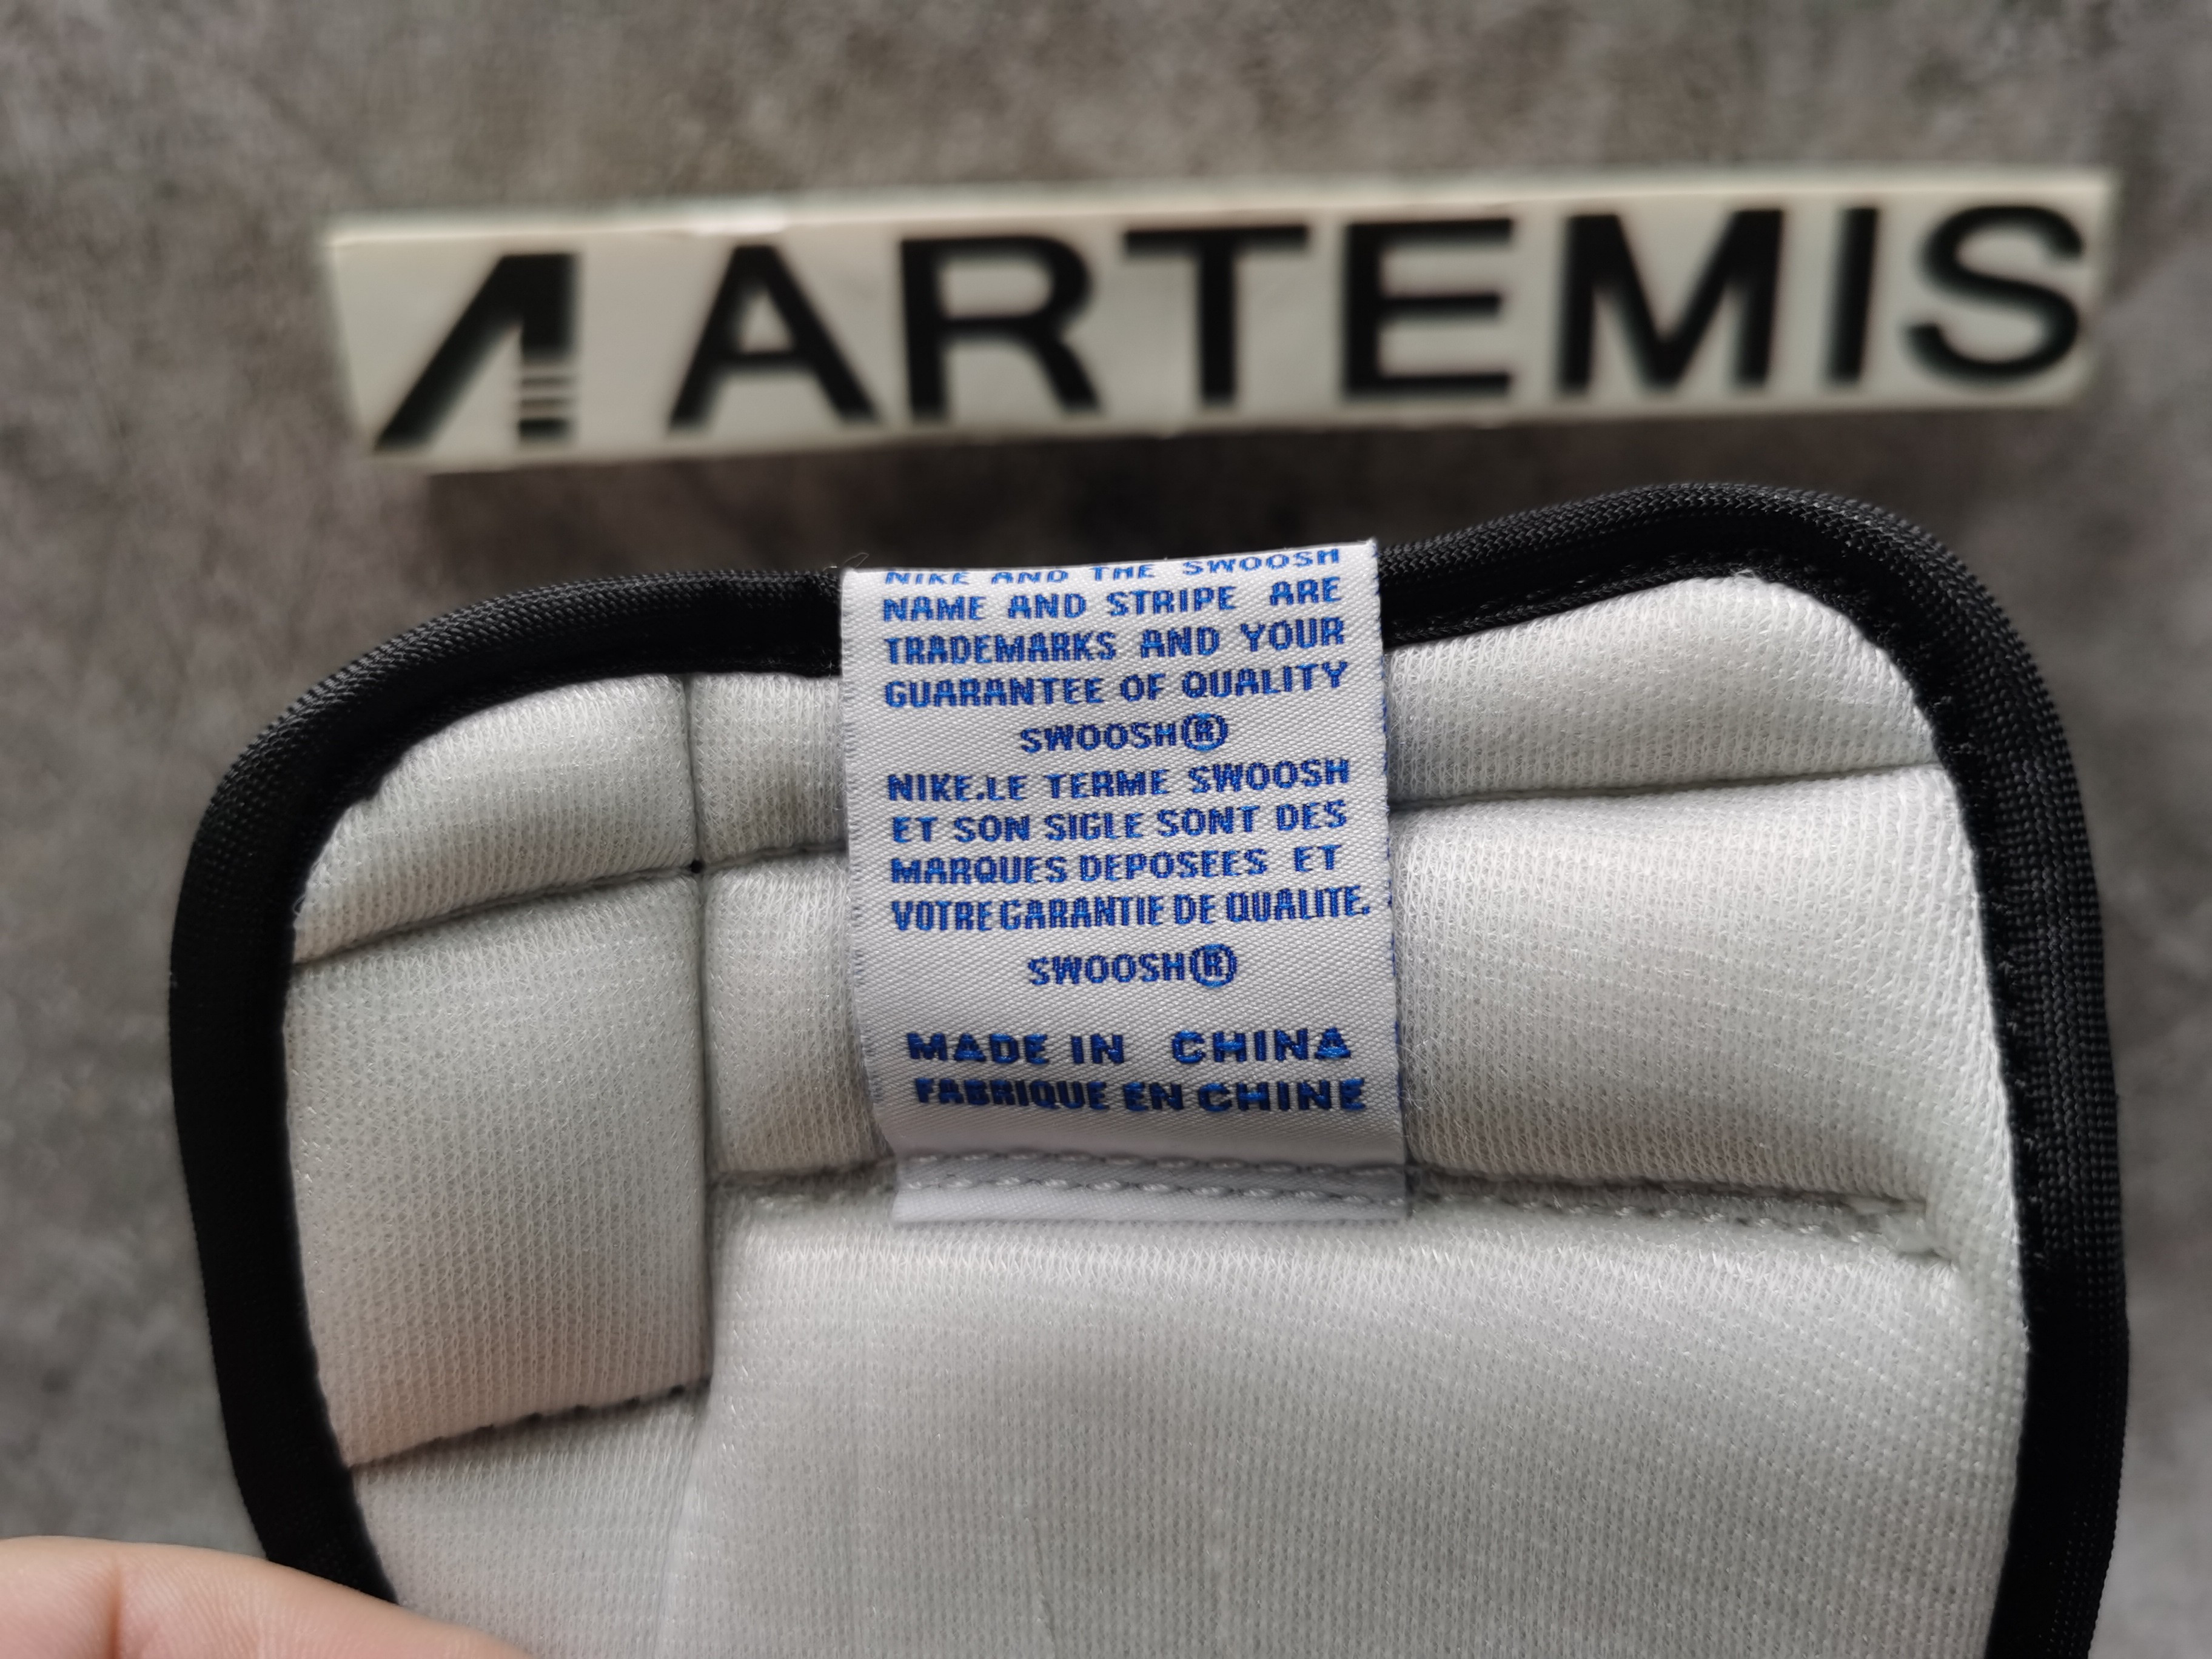 ARTEMIS
NIKE AND THE SWOOSH
NAME AND STRIPE ARE
TRADEMARKS AND YOUR
GUARANTEE OF QUALITY
SWOOSH®
NIKE.LE TERME SWOOSH
ET SON SIGLE SONT DES
MARQUES DEPOSEES ET
VOTRE GARANTIE DE QUALITE.
SWOOSH®
MADE IN CHINA
FABRIQUE EN CHINE